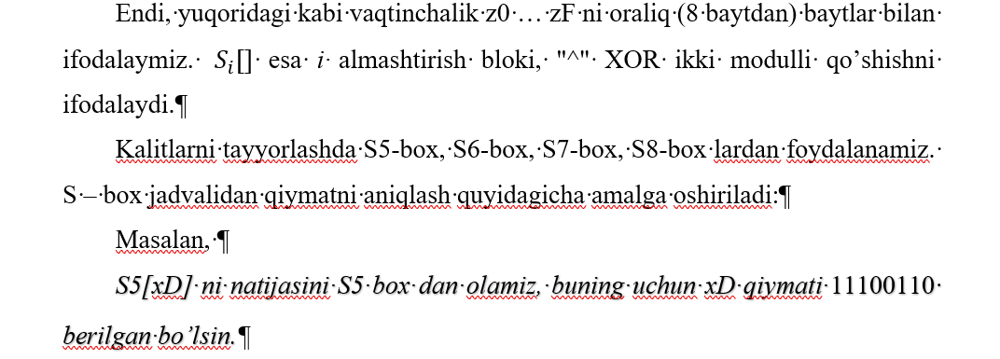 Endi, yuqoridagi kabi vaqtinchalik z0 … zF ni oraliq (8 baytdan) baytlar bilan
ifodalaymiz. Sᵢ[] esa i almashtirish bloki, "^" XOR ikki modulli qo’shishni
ifodalaydi.¶
Kalitlarni tayyorlashda S5-box, S6-box, S7-box, S8-box lardan foydalanamiz.
S – box jadvalidan qiymatni aniqlash quyidagicha amalga oshiriladi:¶
Masalan, ¶
S5[xD] ni natijasini S5 box dan olamiz, buning uchun xD qiymati 11100110
berilgan bo’lsin.¶